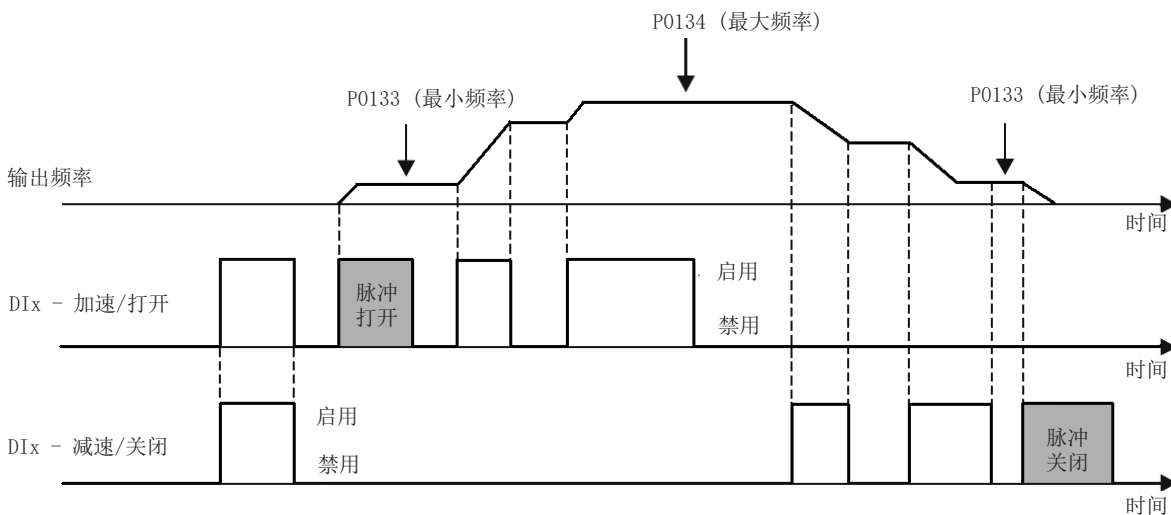 P0134 (最大频率)
P0133 (最小频率)
P0133 (最小频率)
输出频率
时间
DIx - 加速/打开
脉冲
打开
启用
禁用
时间
DIx - 减速/关闭
启用
禁用
脉冲
关闭
时间